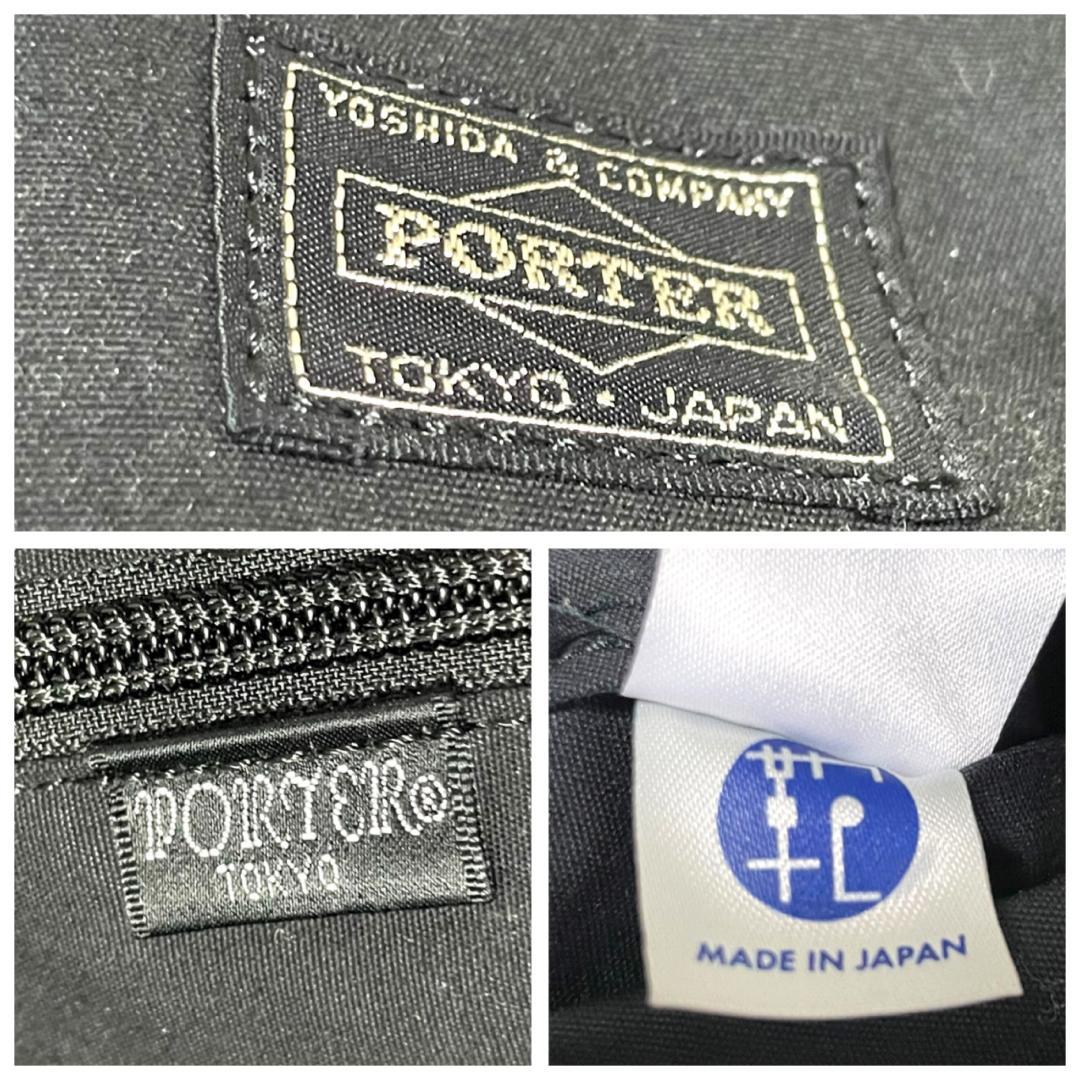 YOSHIDA & COMPANY
PORTER
TOKYO · JAPAN
PORTER®
TOKYO
MADE IN JAPAN